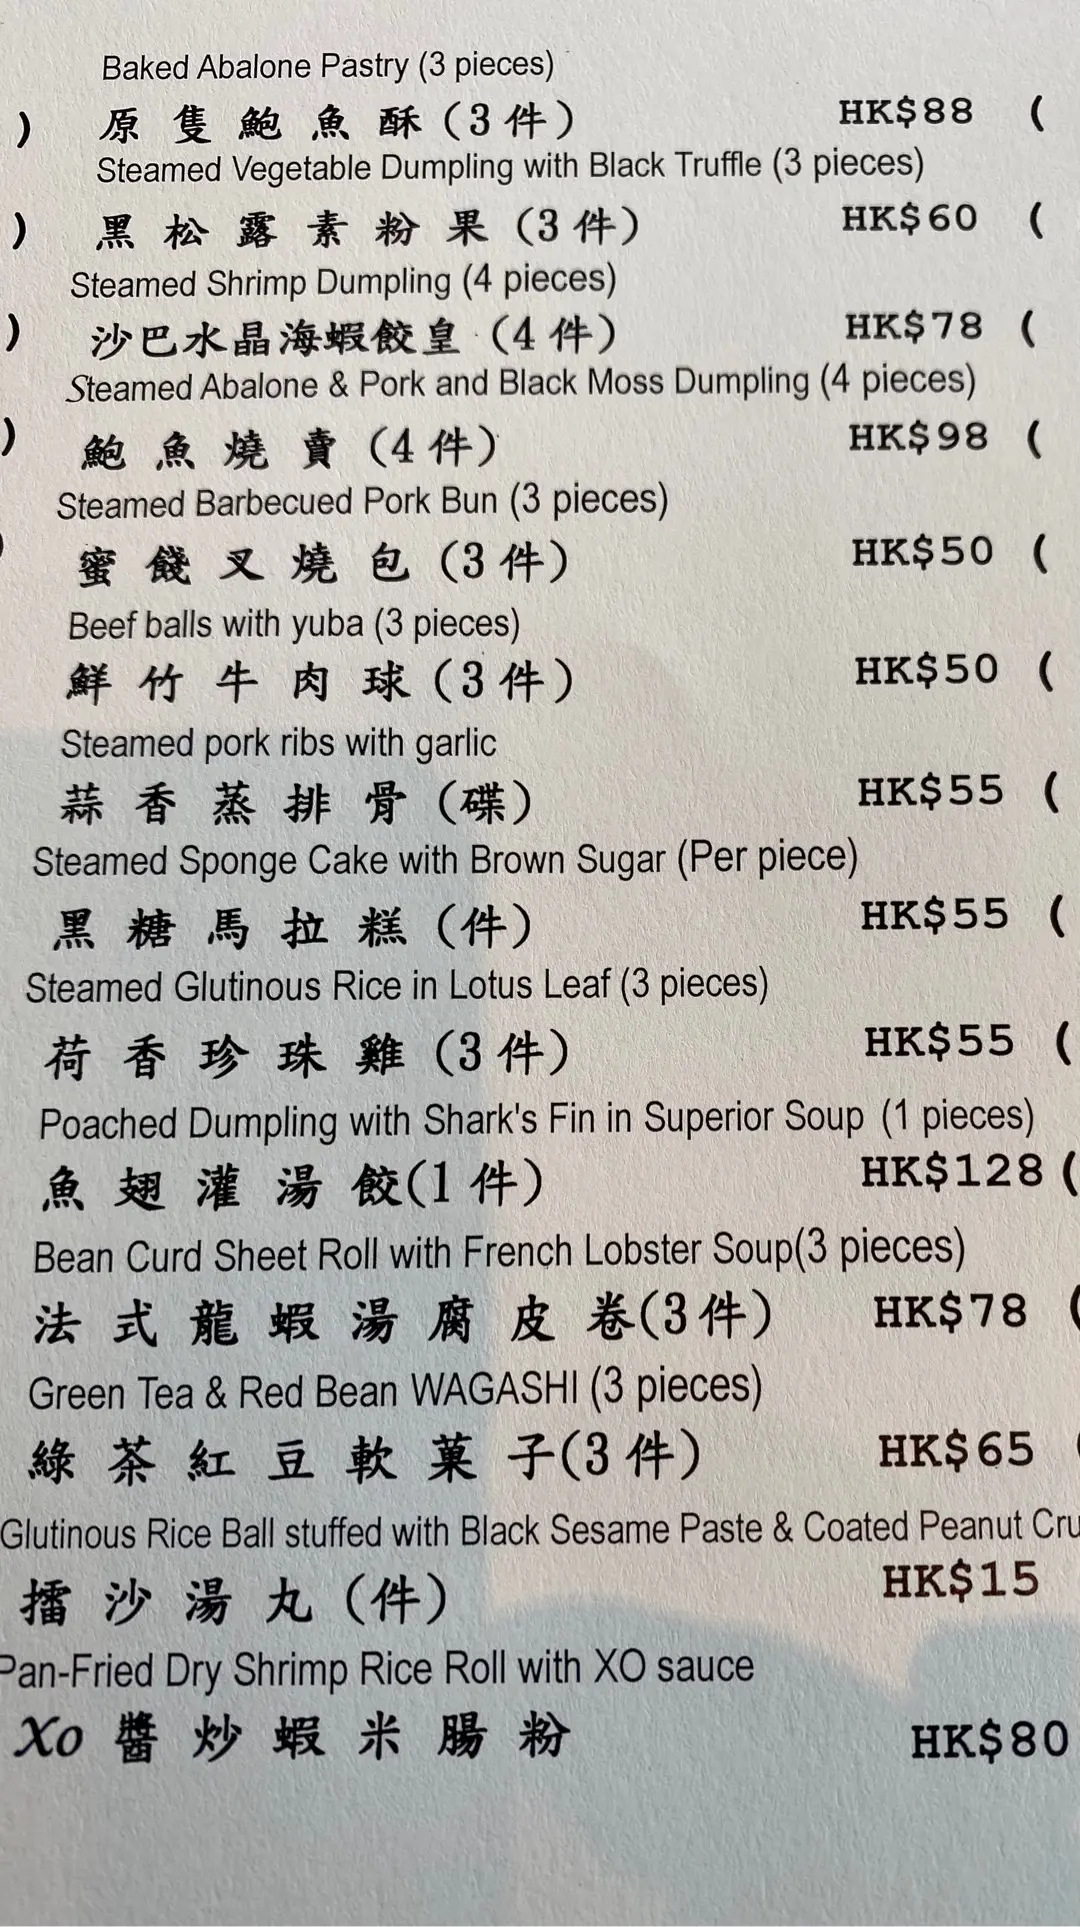 Baked Abalone Pastry (3 pieces)
) 原隻鮑魚酥(3件) HK$88 (
Steamed Vegetable Dumpling with Black Truffle (3 pieces)
) 黑松露素粉果(3件) HK$60 (
Steamed Shrimp Dumpling (4 pieces)
) 沙巴水晶海蝦餃皇(4件) HK$78 (
Steamed Abalone & Pork and Black Moss Dumpling (4 pieces)
) 鮑魚燒賣(4件) HK$98 (
Steamed Barbecued Pork Bun (3 pieces)
) 蜜餞叉燒包(3件) HK$50 (
Beef balls with yuba (3 pieces)
鮮竹牛肉球(3件) HK$50 (
Steamed pork ribs with garlic
蒜香蒸排骨(碟) HK$55 (
Steamed Sponge Cake with Brown Sugar (Per piece)
黑糖馬拉糕(件) HK$55 (
Steamed Glutinous Rice in Lotus Leaf (3 pieces)
荷香珍珠雞(3件) HK$55 (
Poached Dumpling with Shark's Fin in Superior Soup (1 pieces)
魚翅灌湯餃(1件) HK$128 (
Bean Curd Sheet Roll with French Lobster Soup(3 pieces)
法式龍蝦湯腐皮卷(3件) HK$78 (
Green Tea & Red Bean WAGASHI (3 pieces)
綠茶紅豆軟菓子(3件) HK$65 (
Glutinous Rice Ball stuffed with Black Sesame Paste & Coated Peanut Cru
擂沙湯丸(件) HK$15
Pan-Fried Dry Shrimp Rice Roll with XO sauce
XO醬炒蝦米腸粉 HK$80